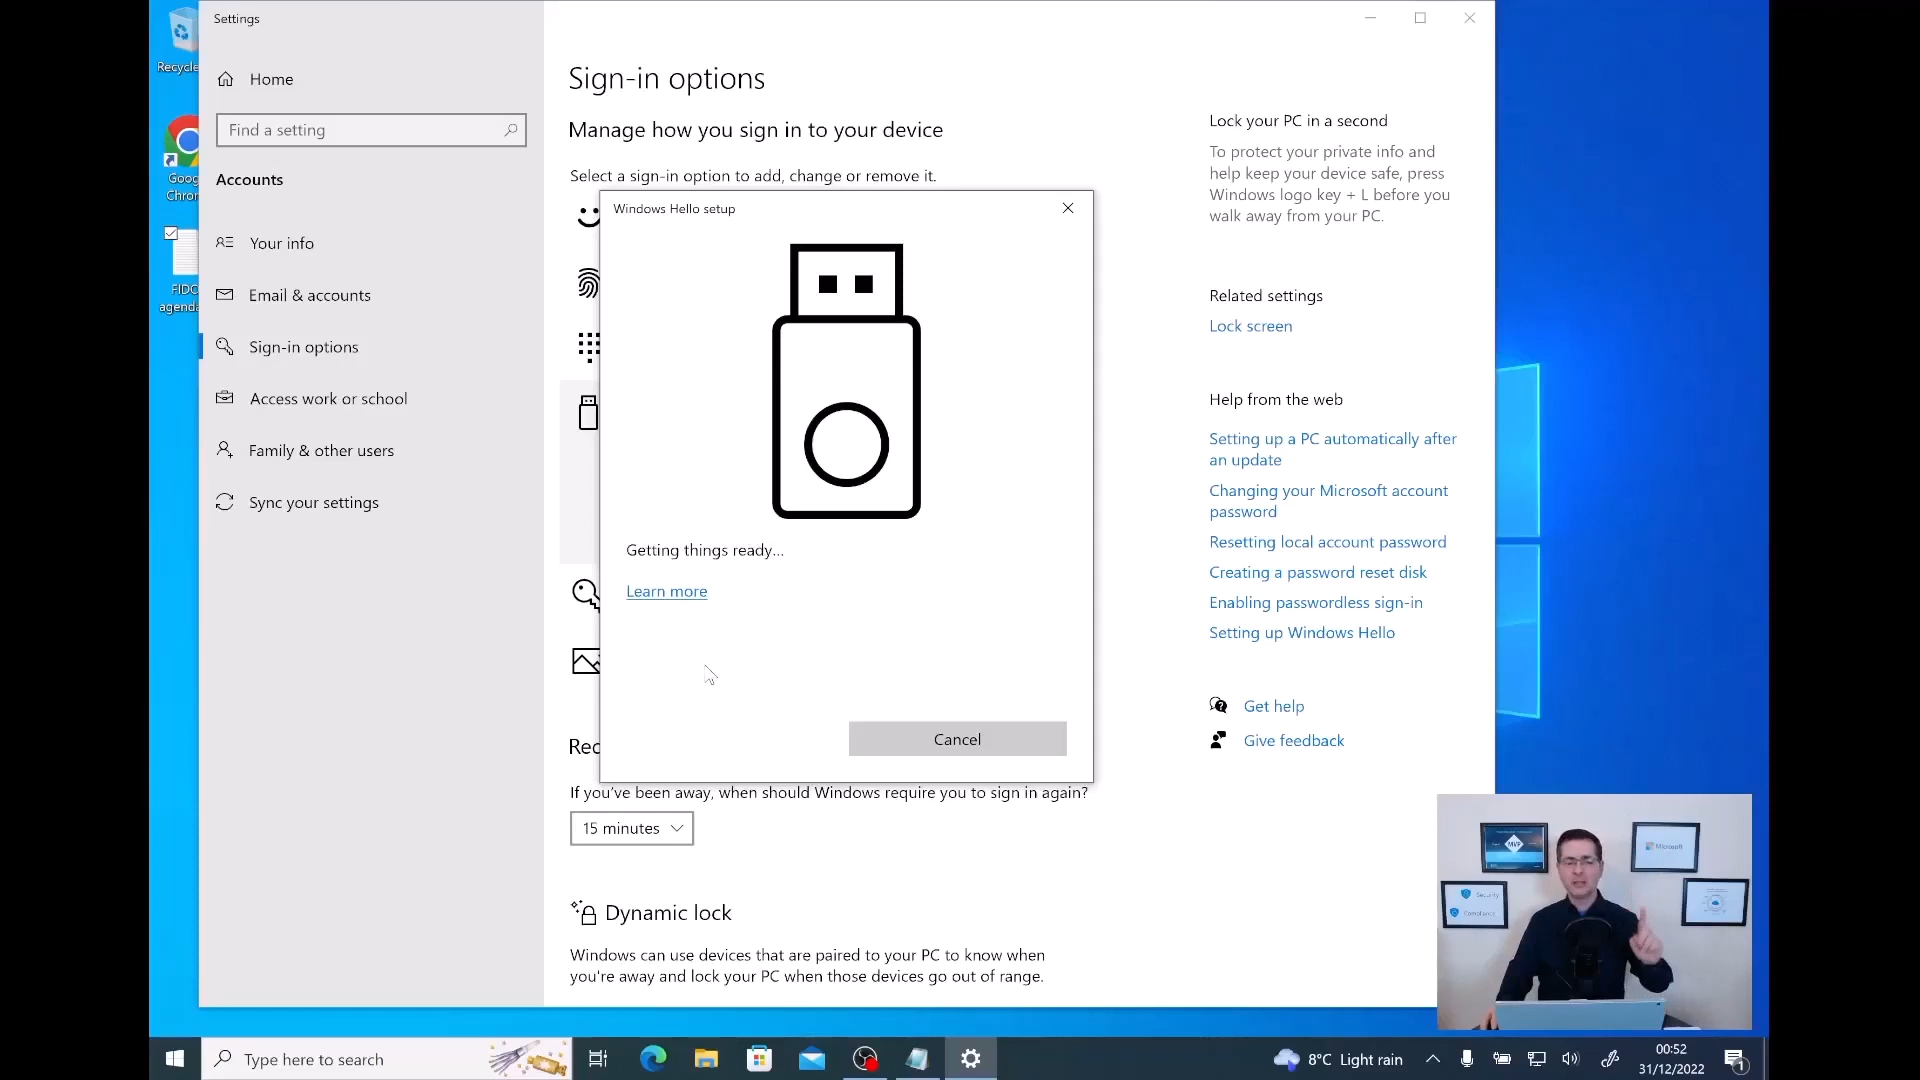 Recycle
Goog
Chrom
FIDO
agenda
Settings
Home
Find a setting
Accounts
Your info
Email & accounts
Sign-in options
Access work or school
Family & other users
Sync your settings
Sign-in options
Manage how you sign in to your device
Select a sign-in option to add, change or remove it.
Windows Hello setup
Getting things ready...
Learn more
Cancel
Rec
If you've been away, when should Windows require you to sign in again?
15 minutes
Dynamic lock
Windows can use devices that are paired to your PC to know when
you're away and lock your PC when those devices go out of range.
Lock your PC in a second
To protect your private info and
help keep your device safe, press
Windows logo key + L before you
walk away from your PC.
Related settings
Lock screen
Help from the web
Setting up a PC automatically after
an update
Changing your Microsoft account
password
Resetting local account password
Creating a password reset disk
Enabling passwordless sign-in
Setting up Windows Hello
Get help
Give feedback
MVP
Microsoft
Security
Compliance
Type here to search
8°C Light rain
00:52
31/12/2022
1